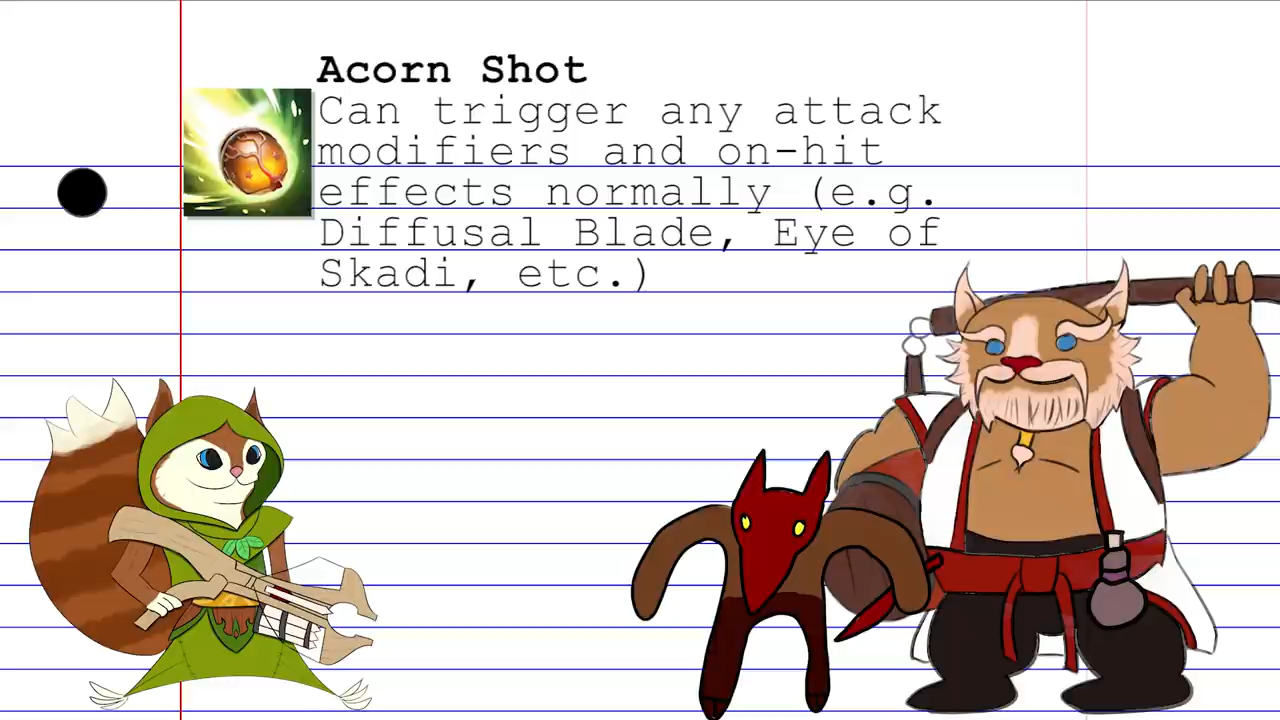 Acorn Shot
Can trigger any attack
modifiers and on-hit
effects normally (e.g.
Diffusal Blade, Eye of
Skadi, etc.)